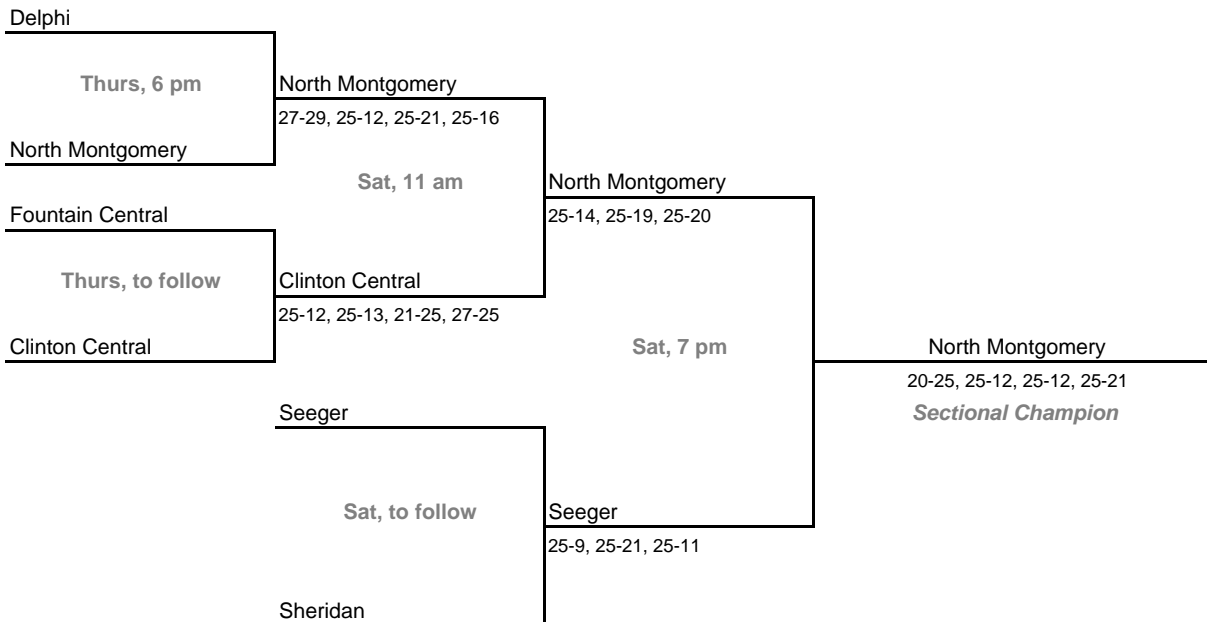 Delphi
Thurs, 6 pm
North Montgomery
27-29, 25-12, 25-21, 25-16
North Montgomery
Sat, 11 am
North Montgomery
25-14, 25-19, 25-20
Fountain Central
Thurs, to follow
Clinton Central
25-12, 25-13, 21-25, 27-25
Clinton Central
Sat, 7 pm
North Montgomery
20-25, 25-12, 25-12, 25-21
Sectional Champion
Seeger
Sat, to follow
Seeger
25-9, 25-21, 25-11
Sheridan